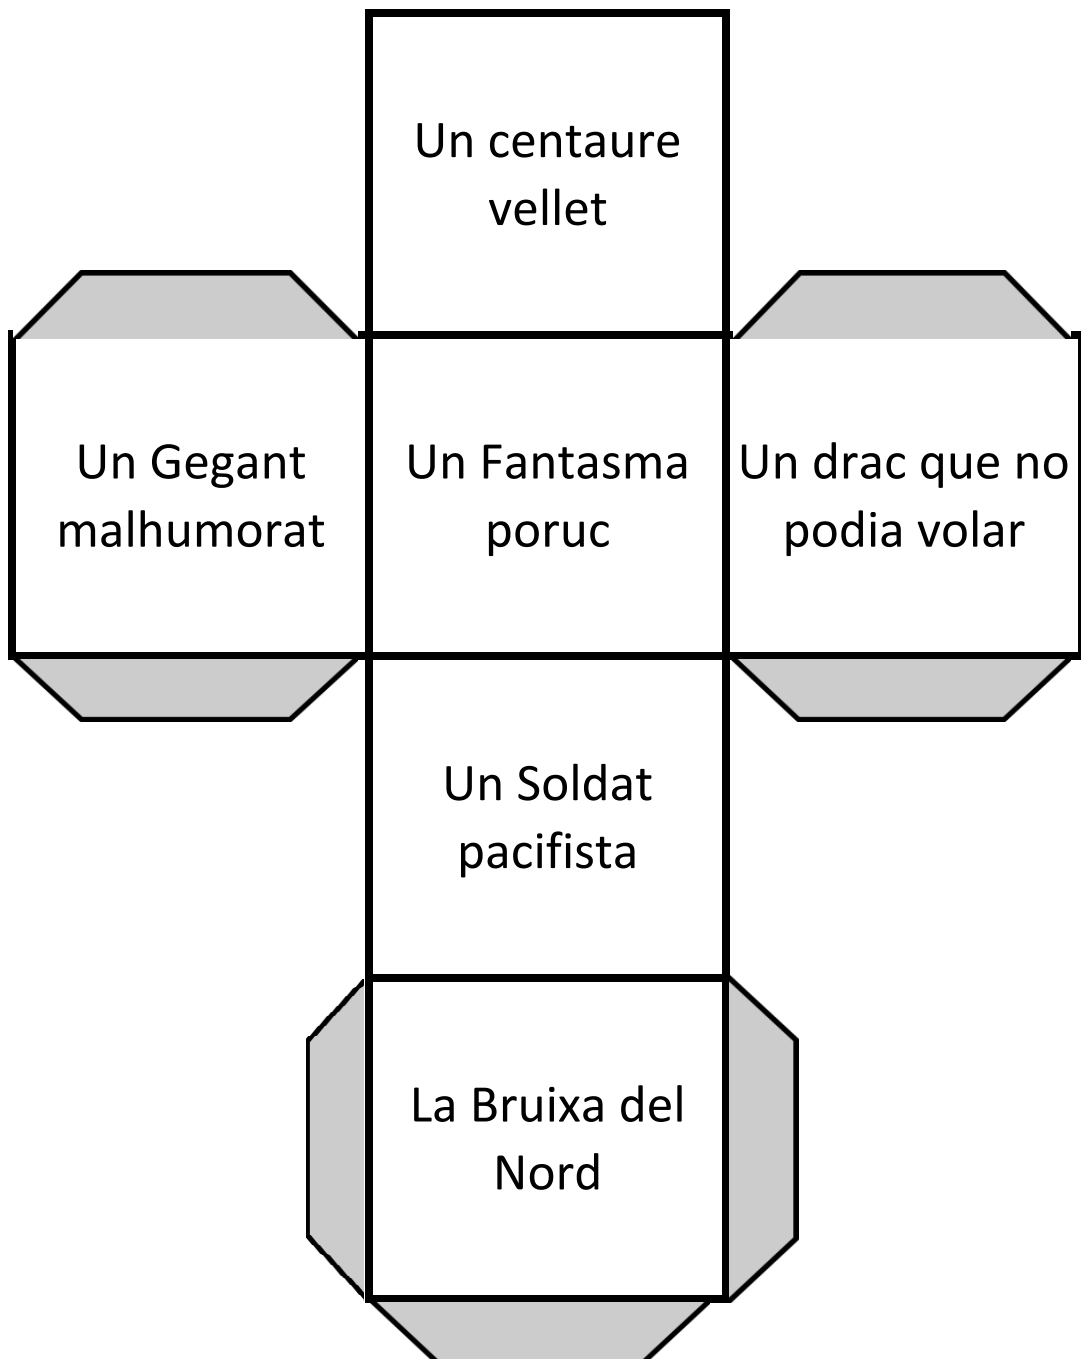 Un centaure
vellet
Un Gegant
malhumorat
Un Fantasma
poruc
Un drac que no
podia volar
Un Soldat
pacifista
La Bruixa del
Nord